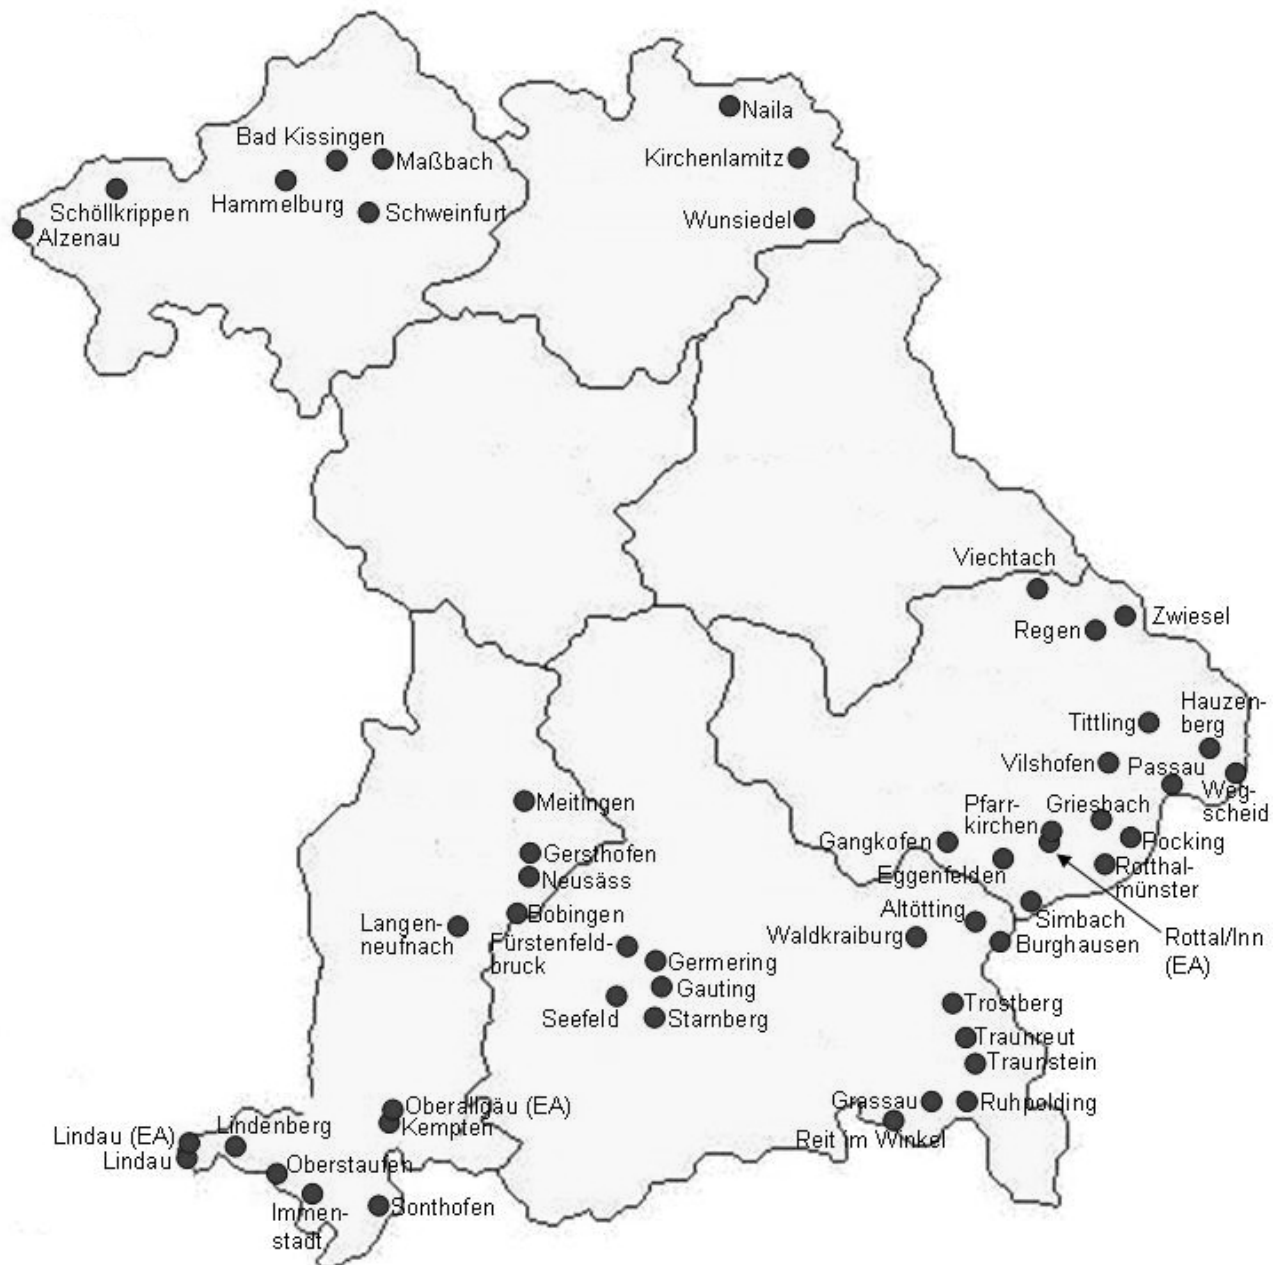 Naila
Bad Kissingen
Maßbach
Kirchenlamitz
Schöllkrippen
Hammelburg
Schweinfurt
Wunsiedel
Alzenau
Viechtach
Zwiesel
Regen
Hauzen-
berg
Tittling
Vilshofen
Passau
Weg-
scheid
Meitingen
Pfarr-
kirchen
Griesbach
Gangkofen
Pocking
Gersthofen
Eggenfelden
Rotthal-
münster
Neusäss
Bobingen
Altötting
Simbach
Langen-
neufnach
Fürstenfeld-
bruck
Waldkraiburg
Burghausen
Rottal/Inn
(EA)
Germering
Gauting
Seefeld
Starnberg
Trostberg
Traunreut
Traunstein
Grassau
Ruhpolding
Oberallgäu (EA)
Kempten
Lindenberg
Lindau (EA)
Lindau
Reit im Winkel
Oberstaufen
Immen-
stadt
Sonthofen